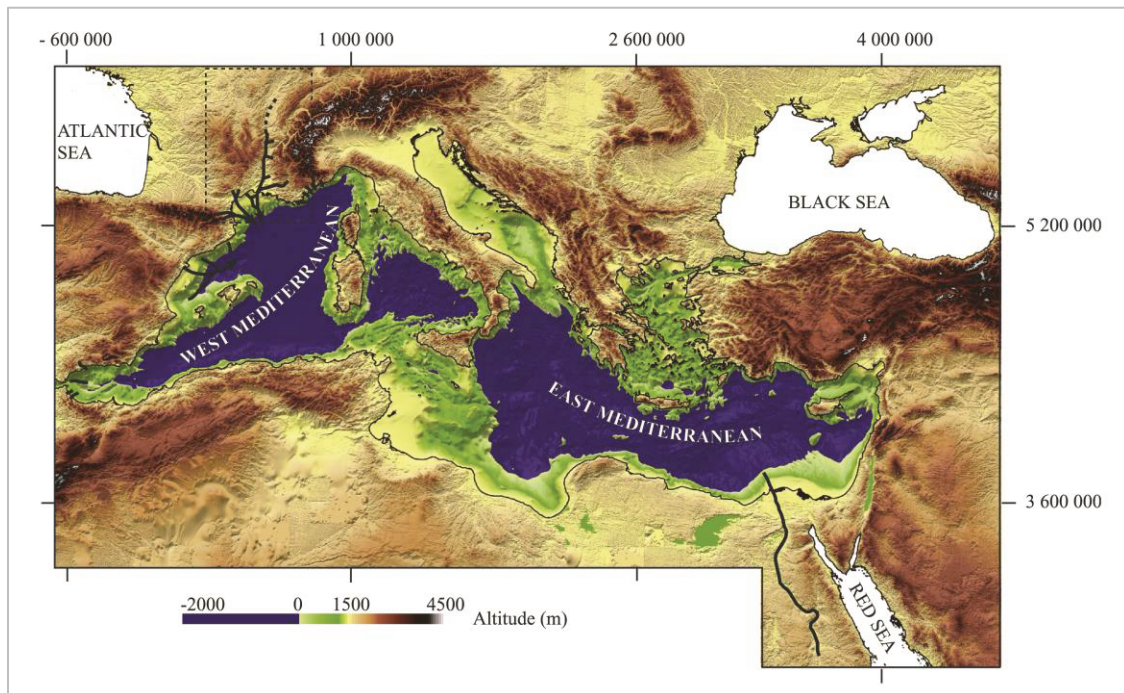 - 600 000
1 000 000
2 600 000
4 000 000
ATLANTIC
SEA
BLACK SEA
5 200 000
WEST MEDITERRANEAN
EAST MEDITERRANEAN
3 600 000
RED SEA
-2000
0
1500
4500
Altitude (m)